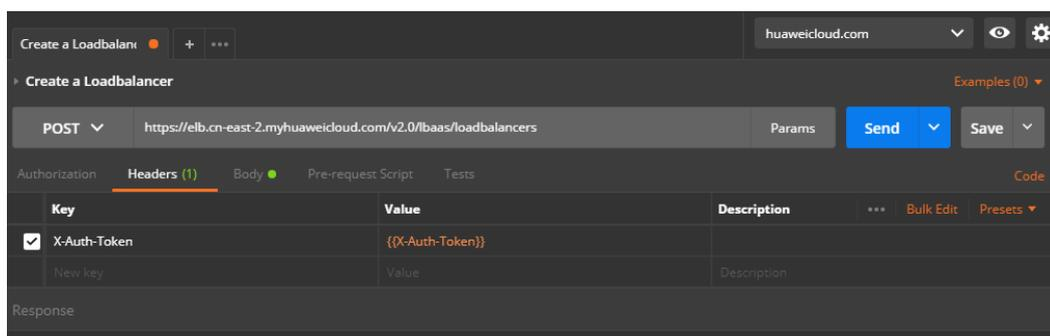 Create a Loadbalan + ••• huaweicloud.com
Create a Loadbalancer Examples (0)
POST https://elb.cn-east-2.myhuaweicloud.com/v2.0/lbaas/loadbalancers Params Send Save
Authorization Headers (1) Body Pre-request Script Tests Code
Key Value Description ••• Bulk Edit Presets
X-Auth-Token {{X-Auth-Token}}
New key Value Description
Response